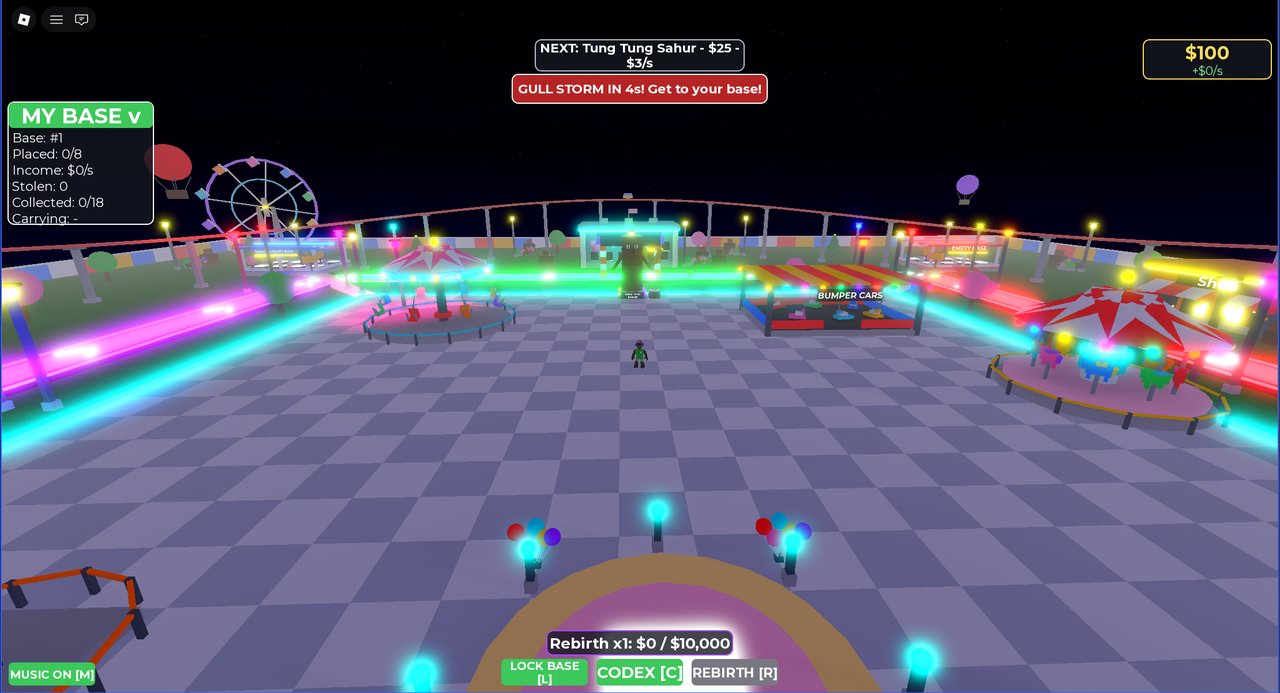 NEXT: Tung Tung Sahur - $25 -
$3/s
GULL STORM IN 4s! Get to your base!
$100
+$0/s
MY BASE v
Base: #1
Placed: 0/8
Income: $0/s
Stolen: 0
Collected: 0/18
Carrying: -
EMPTY BASE
BUMPER CARS
Rebirth x1: $0 / $10,000
LOCK BASE
[L]
CODEX [C]
REBIRTH [R]
MUSIC ON [M]